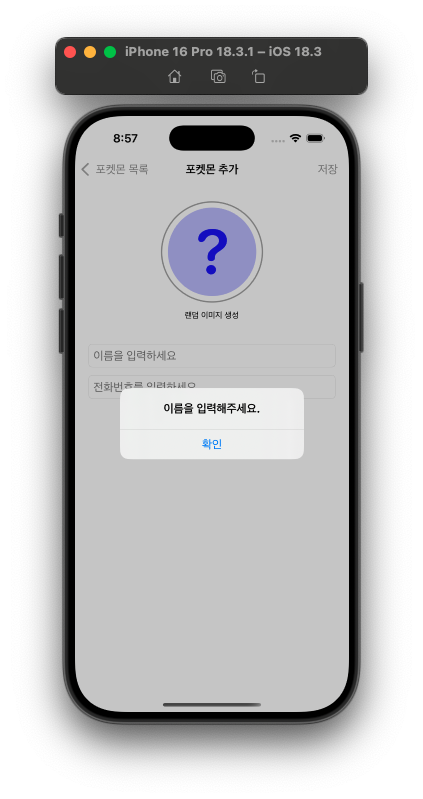 iPhone 16 Pro 18.3.1 – iOS 18.3
8:57
포켓몬 목록
포켓몬 추가
저장
?
랜덤 이미지 생성
이름을 입력하세요
전화번호를 입력하세요
이름을 입력해주세요.
확인